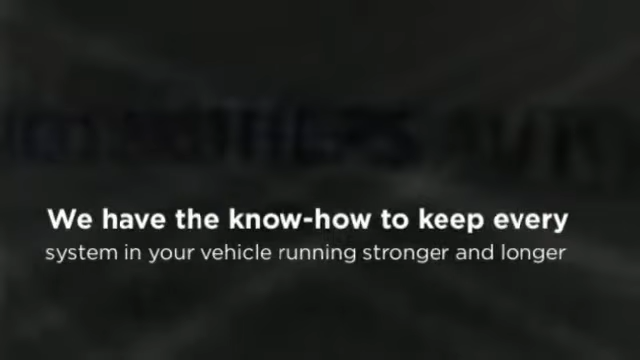 We have the know-how to keep every
system in your vehicle running stronger and longer